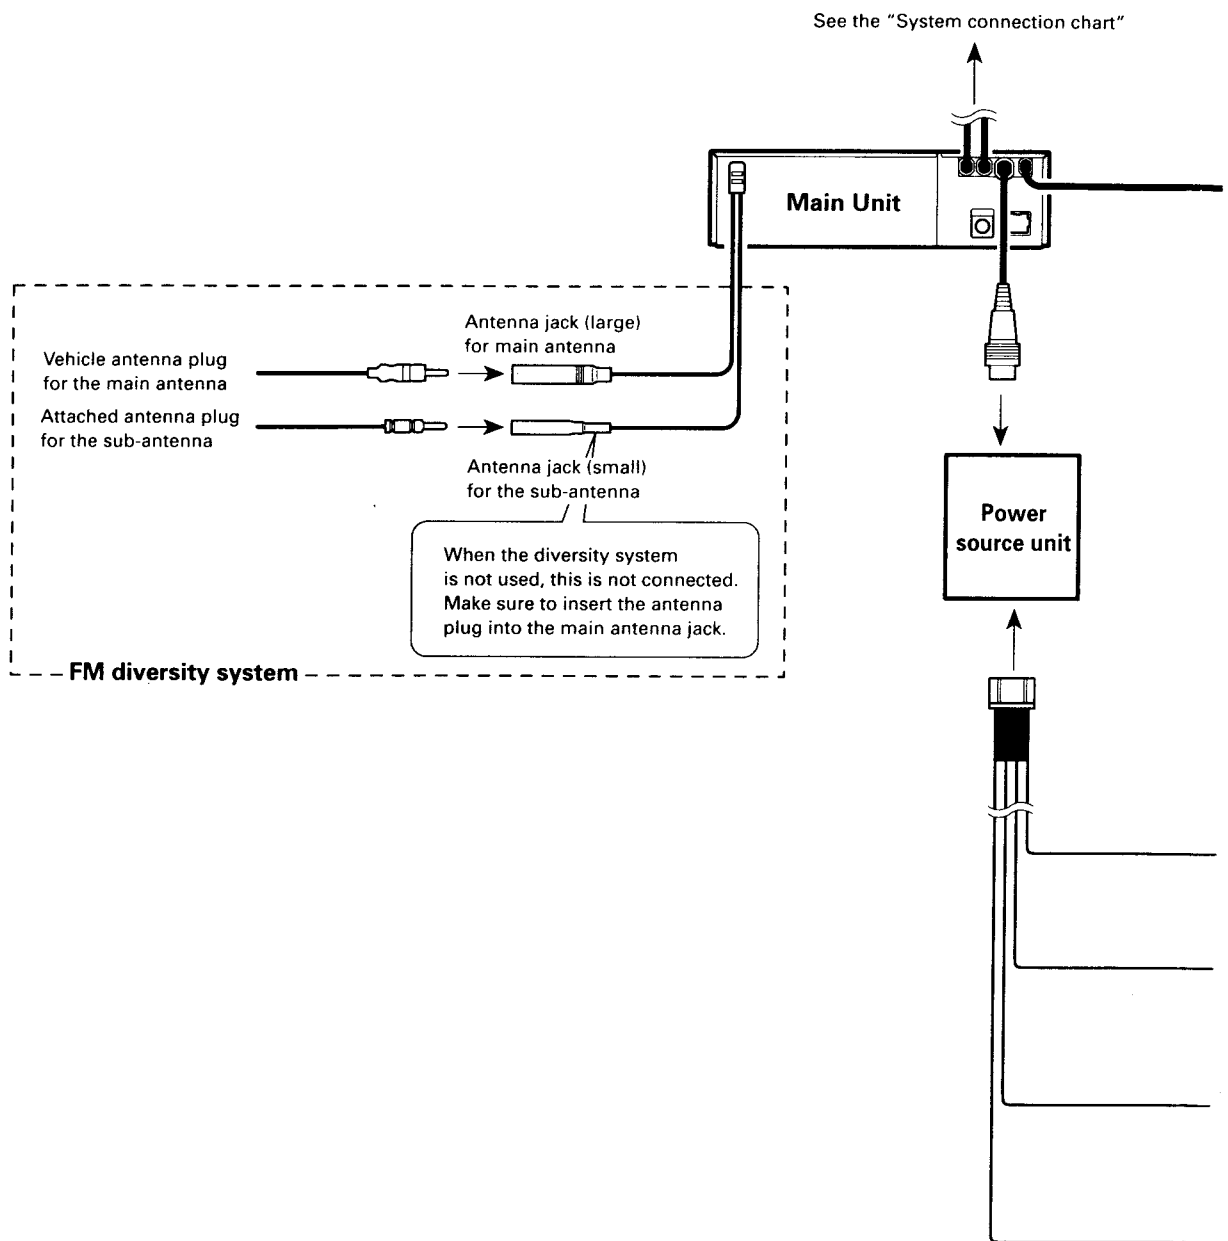 See the "System connection chart"
Main Unit
Antenna jack (large)
for main antenna
Vehicle antenna plug
for the main antenna
Attached antenna plug
for the sub-antenna
Antenna jack (small)
for the sub-antenna
When the diversity system
is not used, this is not connected.
Make sure to insert the antenna
plug into the main antenna jack.
FM diversity system
Power
source unit